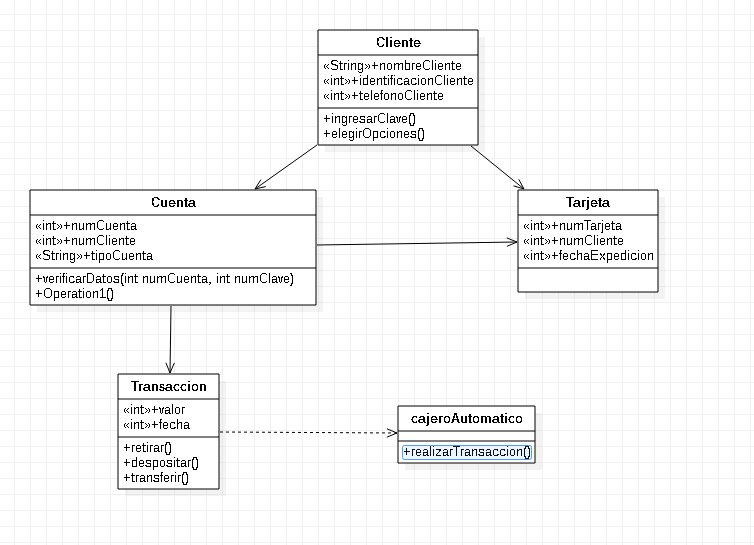 Cliente
«String»+nombreCliente
«int»+identificacionCliente
«int»+telefonoCliente
+ingresarClave()
+elegirOpciones()
Cuenta
«int»+numCuenta
«int»+numCliente
«String»+tipoCuenta
+verificarDatos(int numCuenta, int numClave)
+Operation1()
Tarjeta
«int»+numTarjeta
«int»+numCliente
«int»+fechaExpedicion
Transaccion
«int»+valor
«int»+fecha
+retirar()
+despositar()
+transferir()
cajeroAutomatico
+realizarTransaccion()